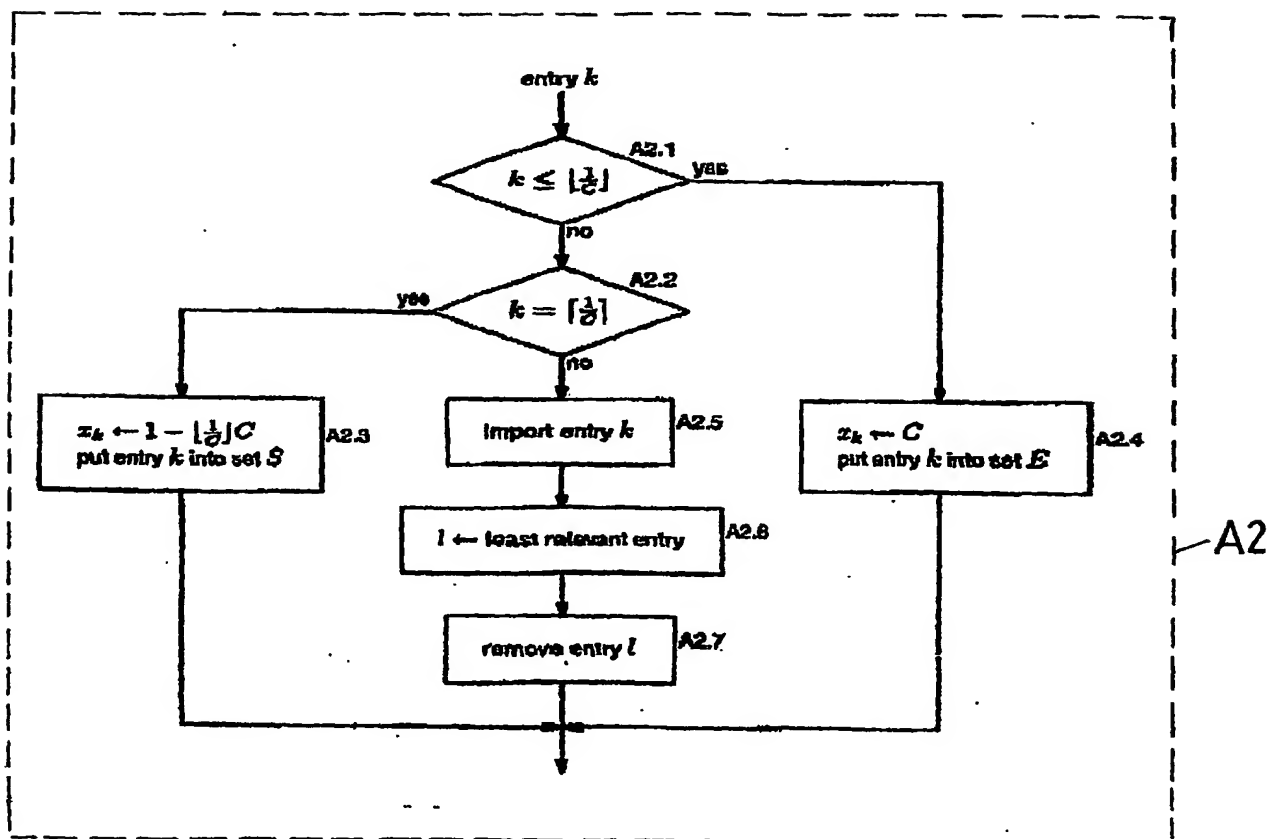 entry k
A2.1
k ≤ ⌊1/C⌋
yes
no
A2.2
k = ⌈1/C⌉
yes
no
x_k ← 1 − ⌊1/C⌋C
put entry k into set S
A2.3
import entry k
A2.5
x_k ← C
put entry k into set E
A2.4
l ← least relevant entry
A2.6
A2
remove entry l
A2.7